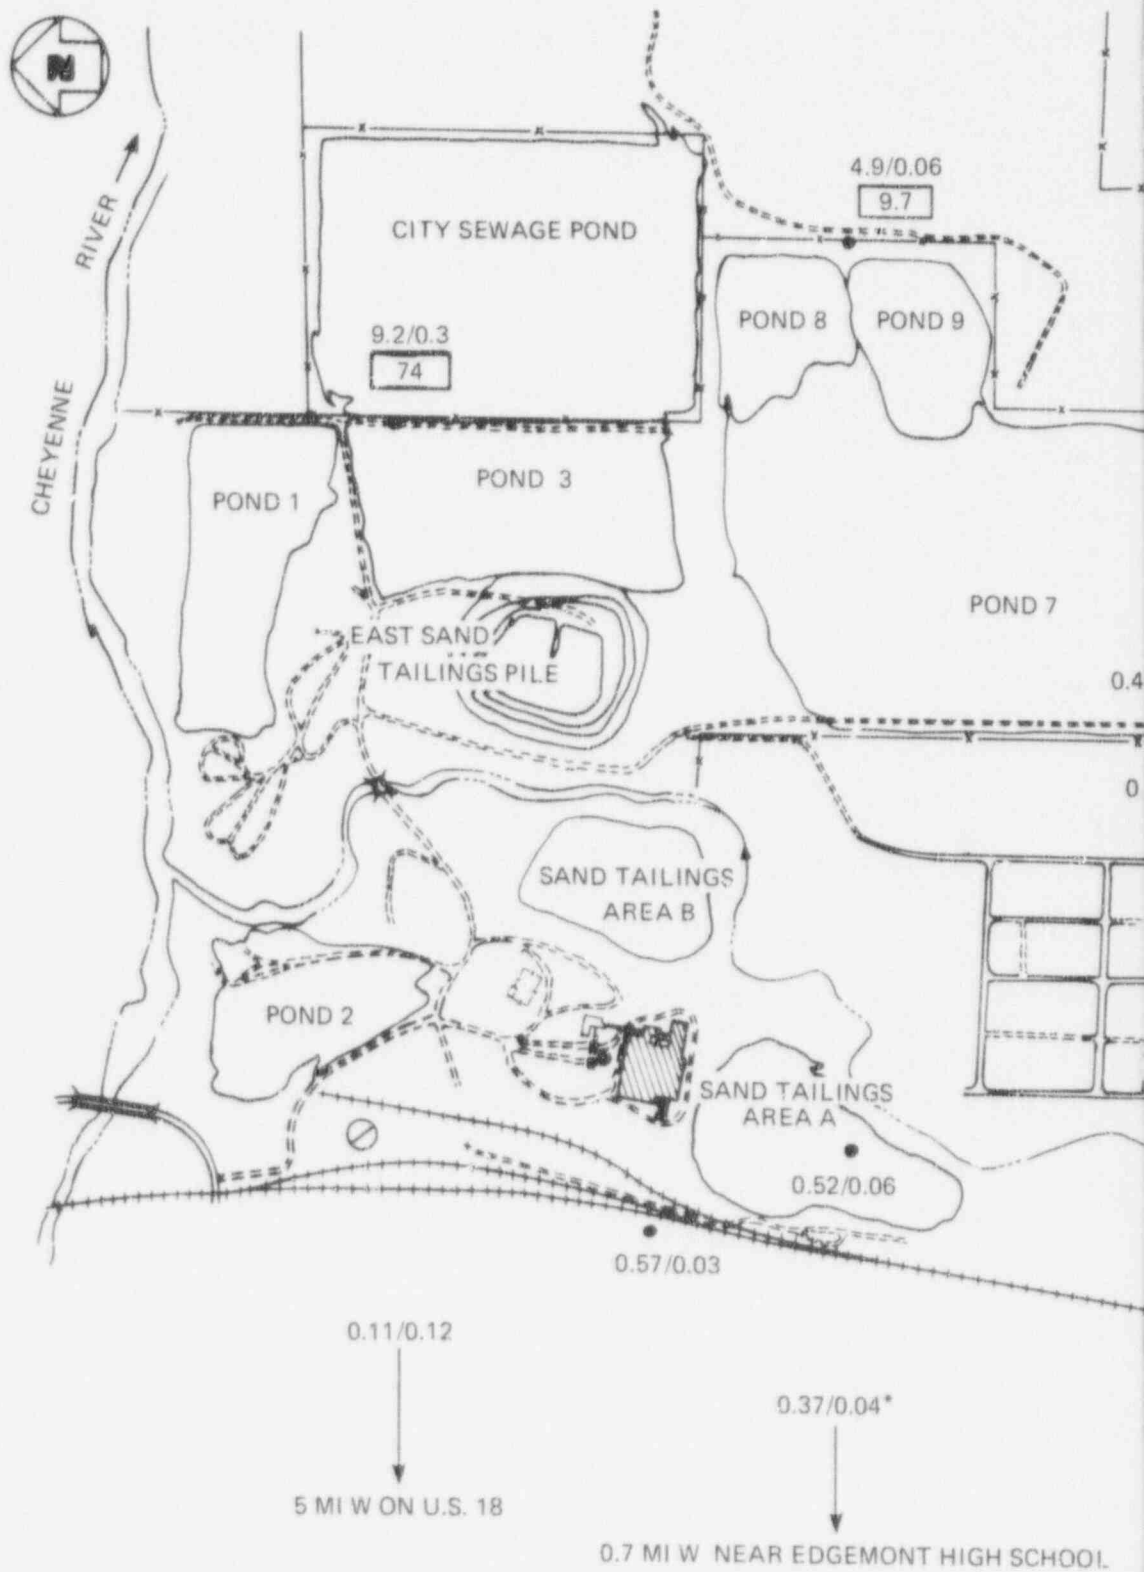 N
RIVER
CHEYENNE
CITY SEWAGE POND
4.9/0.06
9.7
POND 8
POND 9
9.2/0.3
74
POND 1
POND 3
POND 7
EAST SAND
TAILINGS PILE
0.4
0
SAND TAILINGS
AREA B
POND 2
SAND TAILINGS
AREA A
0.52/0.06
0.57/0.03
0.11/0.12
5 MI W ON U.S. 18
0.37/0.04*
0.7 MI W NEAR EDGEMONT HIGH SCHOOL